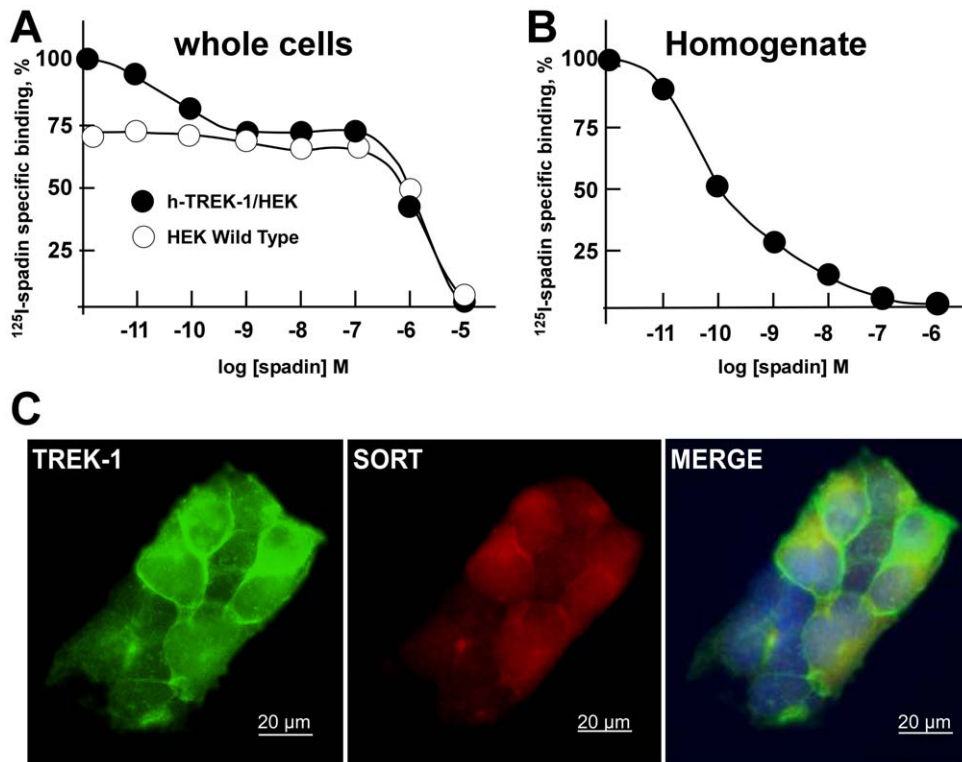 A
whole cells
¹²⁵I-spadin specific binding, %
100
75
50
25
h-TREK-1/HEK
HEK Wild Type
-11 -10 -9 -8 -7 -6 -5
log [spadin] M
B
Homogenate
¹²⁵I-spadin specific binding, %
100
75
50
25
-11 -10 -9 -8 -7 -6
log [spadin] M
C
TREK-1
SORT
MERGE
20 µm
20 µm
20 µm